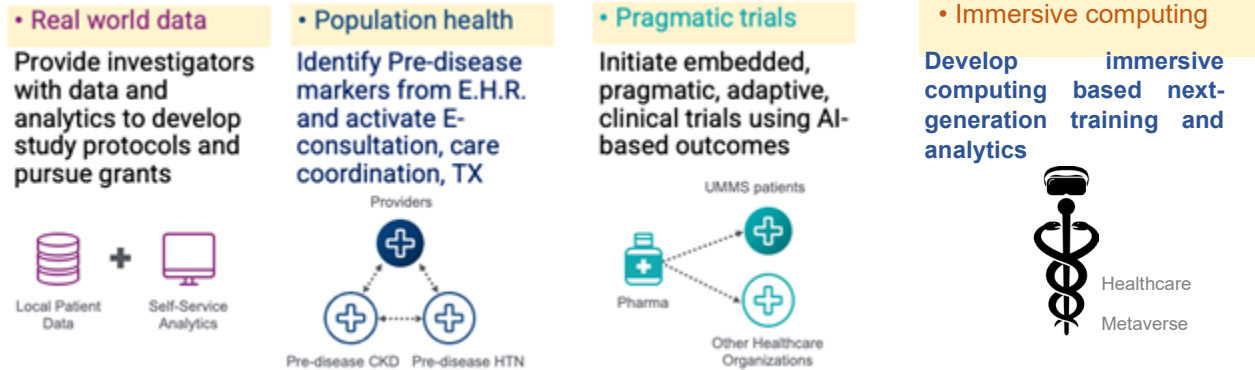 • Real world data
Provide investigators
with data and
analytics to develop
study protocols and
pursue grants
Local Patient
Data
Self-Service
Analytics
• Population health
Identify Pre-disease
markers from E.H.R.
and activate E-
consultation, care
coordination, TX
Providers
Pre-disease CKD
Pre-disease HTN
• Pragmatic trials
Initiate embedded,
pragmatic, adaptive,
clinical trials using AI-
based outcomes
UMMS patients
Pharma
Other Healthcare
Organizations
• Immersive computing
Develop immersive
computing based next-
generation training and
analytics
Healthcare
Metaverse